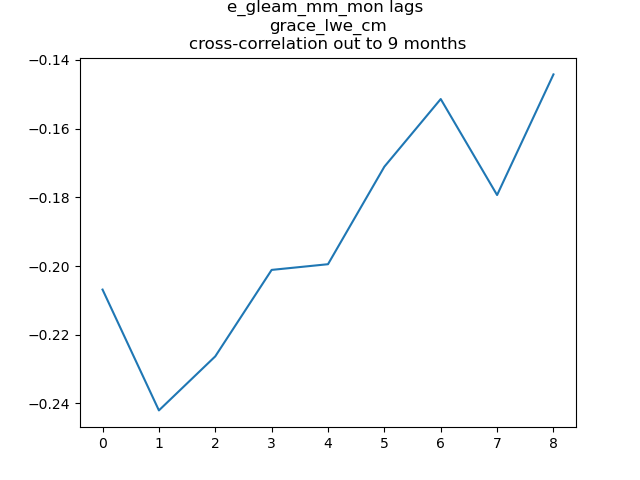 e_gleam_mm_mon lags
grace_lwe_cm
cross-correlation out to 9 months
−0.14
−0.16
−0.18
−0.20
−0.22
−0.24
0 1 2 3 4 5 6 7 8